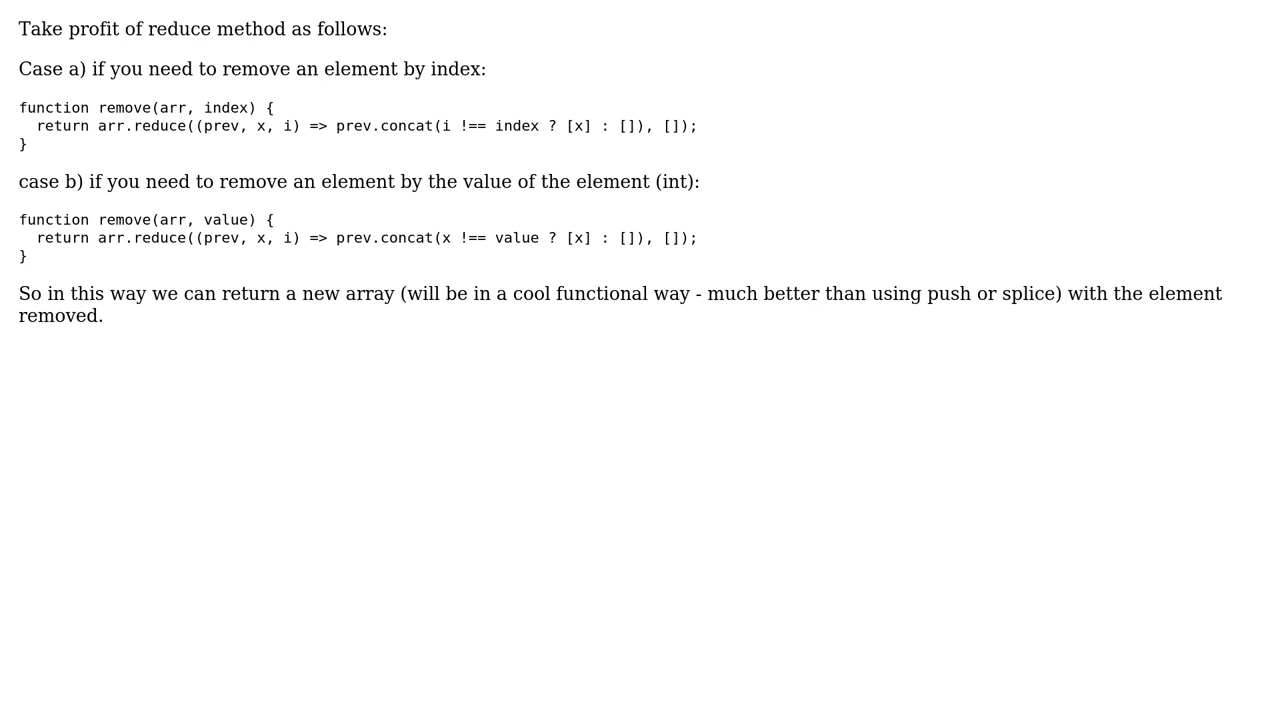 Take profit of reduce method as follows:
Case a) if you need to remove an element by index:
function remove(arr, index) {
  return arr.reduce((prev, x, i) => prev.concat(i !== index ? [x] : []), []);
}
case b) if you need to remove an element by the value of the element (int):
function remove(arr, value) {
  return arr.reduce((prev, x, i) => prev.concat(x !== value ? [x] : []), []);
}
So in this way we can return a new array (will be in a cool functional way - much better than using push or splice) with the element
removed.